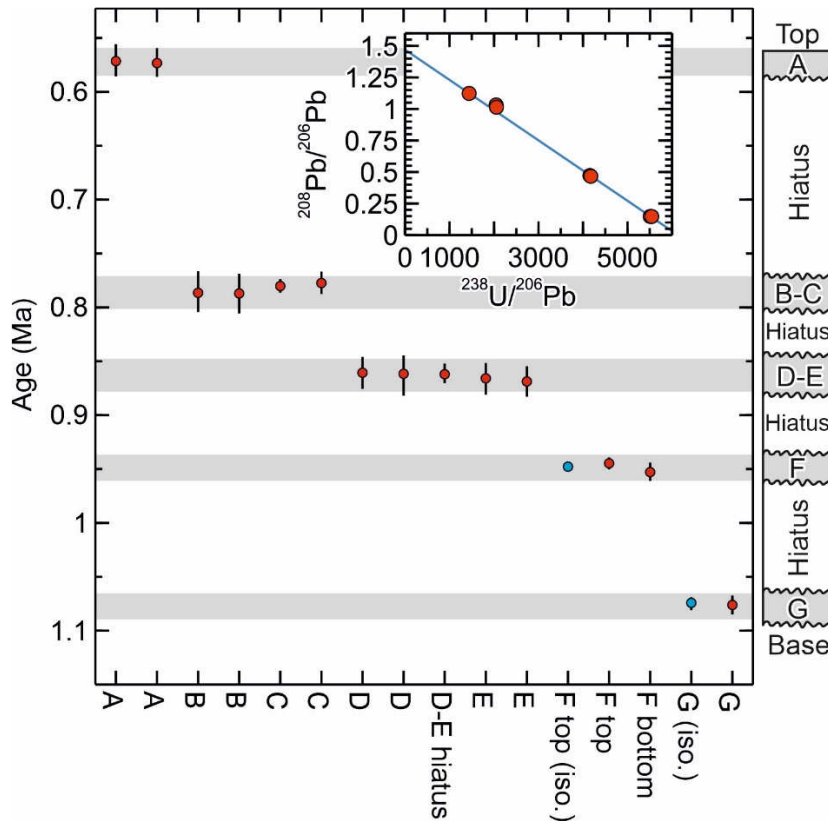 Age (Ma)
0.6
0.7
0.8
0.9
1
1.1
208Pb/206Pb
1.5
1.25
1
0.75
0.5
0.25
0
0 1000 3000 5000
238U/206Pb
Top
A
Hiatus
B-C
Hiatus
D-E
Hiatus
F
Hiatus
G
Base
A
A
B
B
C
C
D
D
D-E hiatus
E
E
F top (iso.)
F top
F bottom
G (iso.)
G